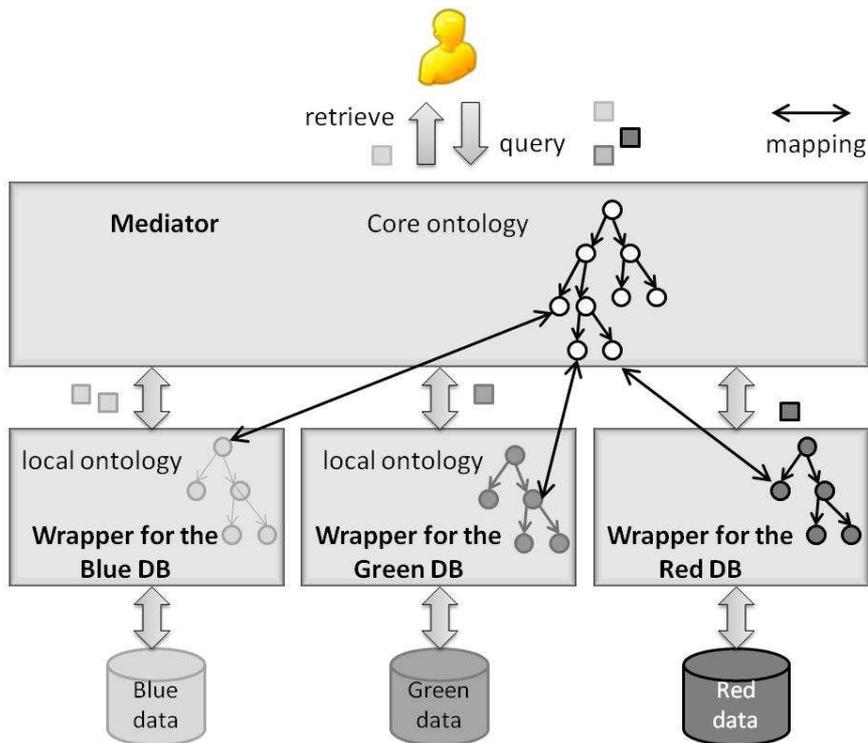 retrieve
query
mapping
Mediator
Core ontology
local ontology
Wrapper for the
Blue DB
local ontology
Wrapper for the
Green DB
Wrapper for the
Red DB
Blue
data
Green
data
Red
data